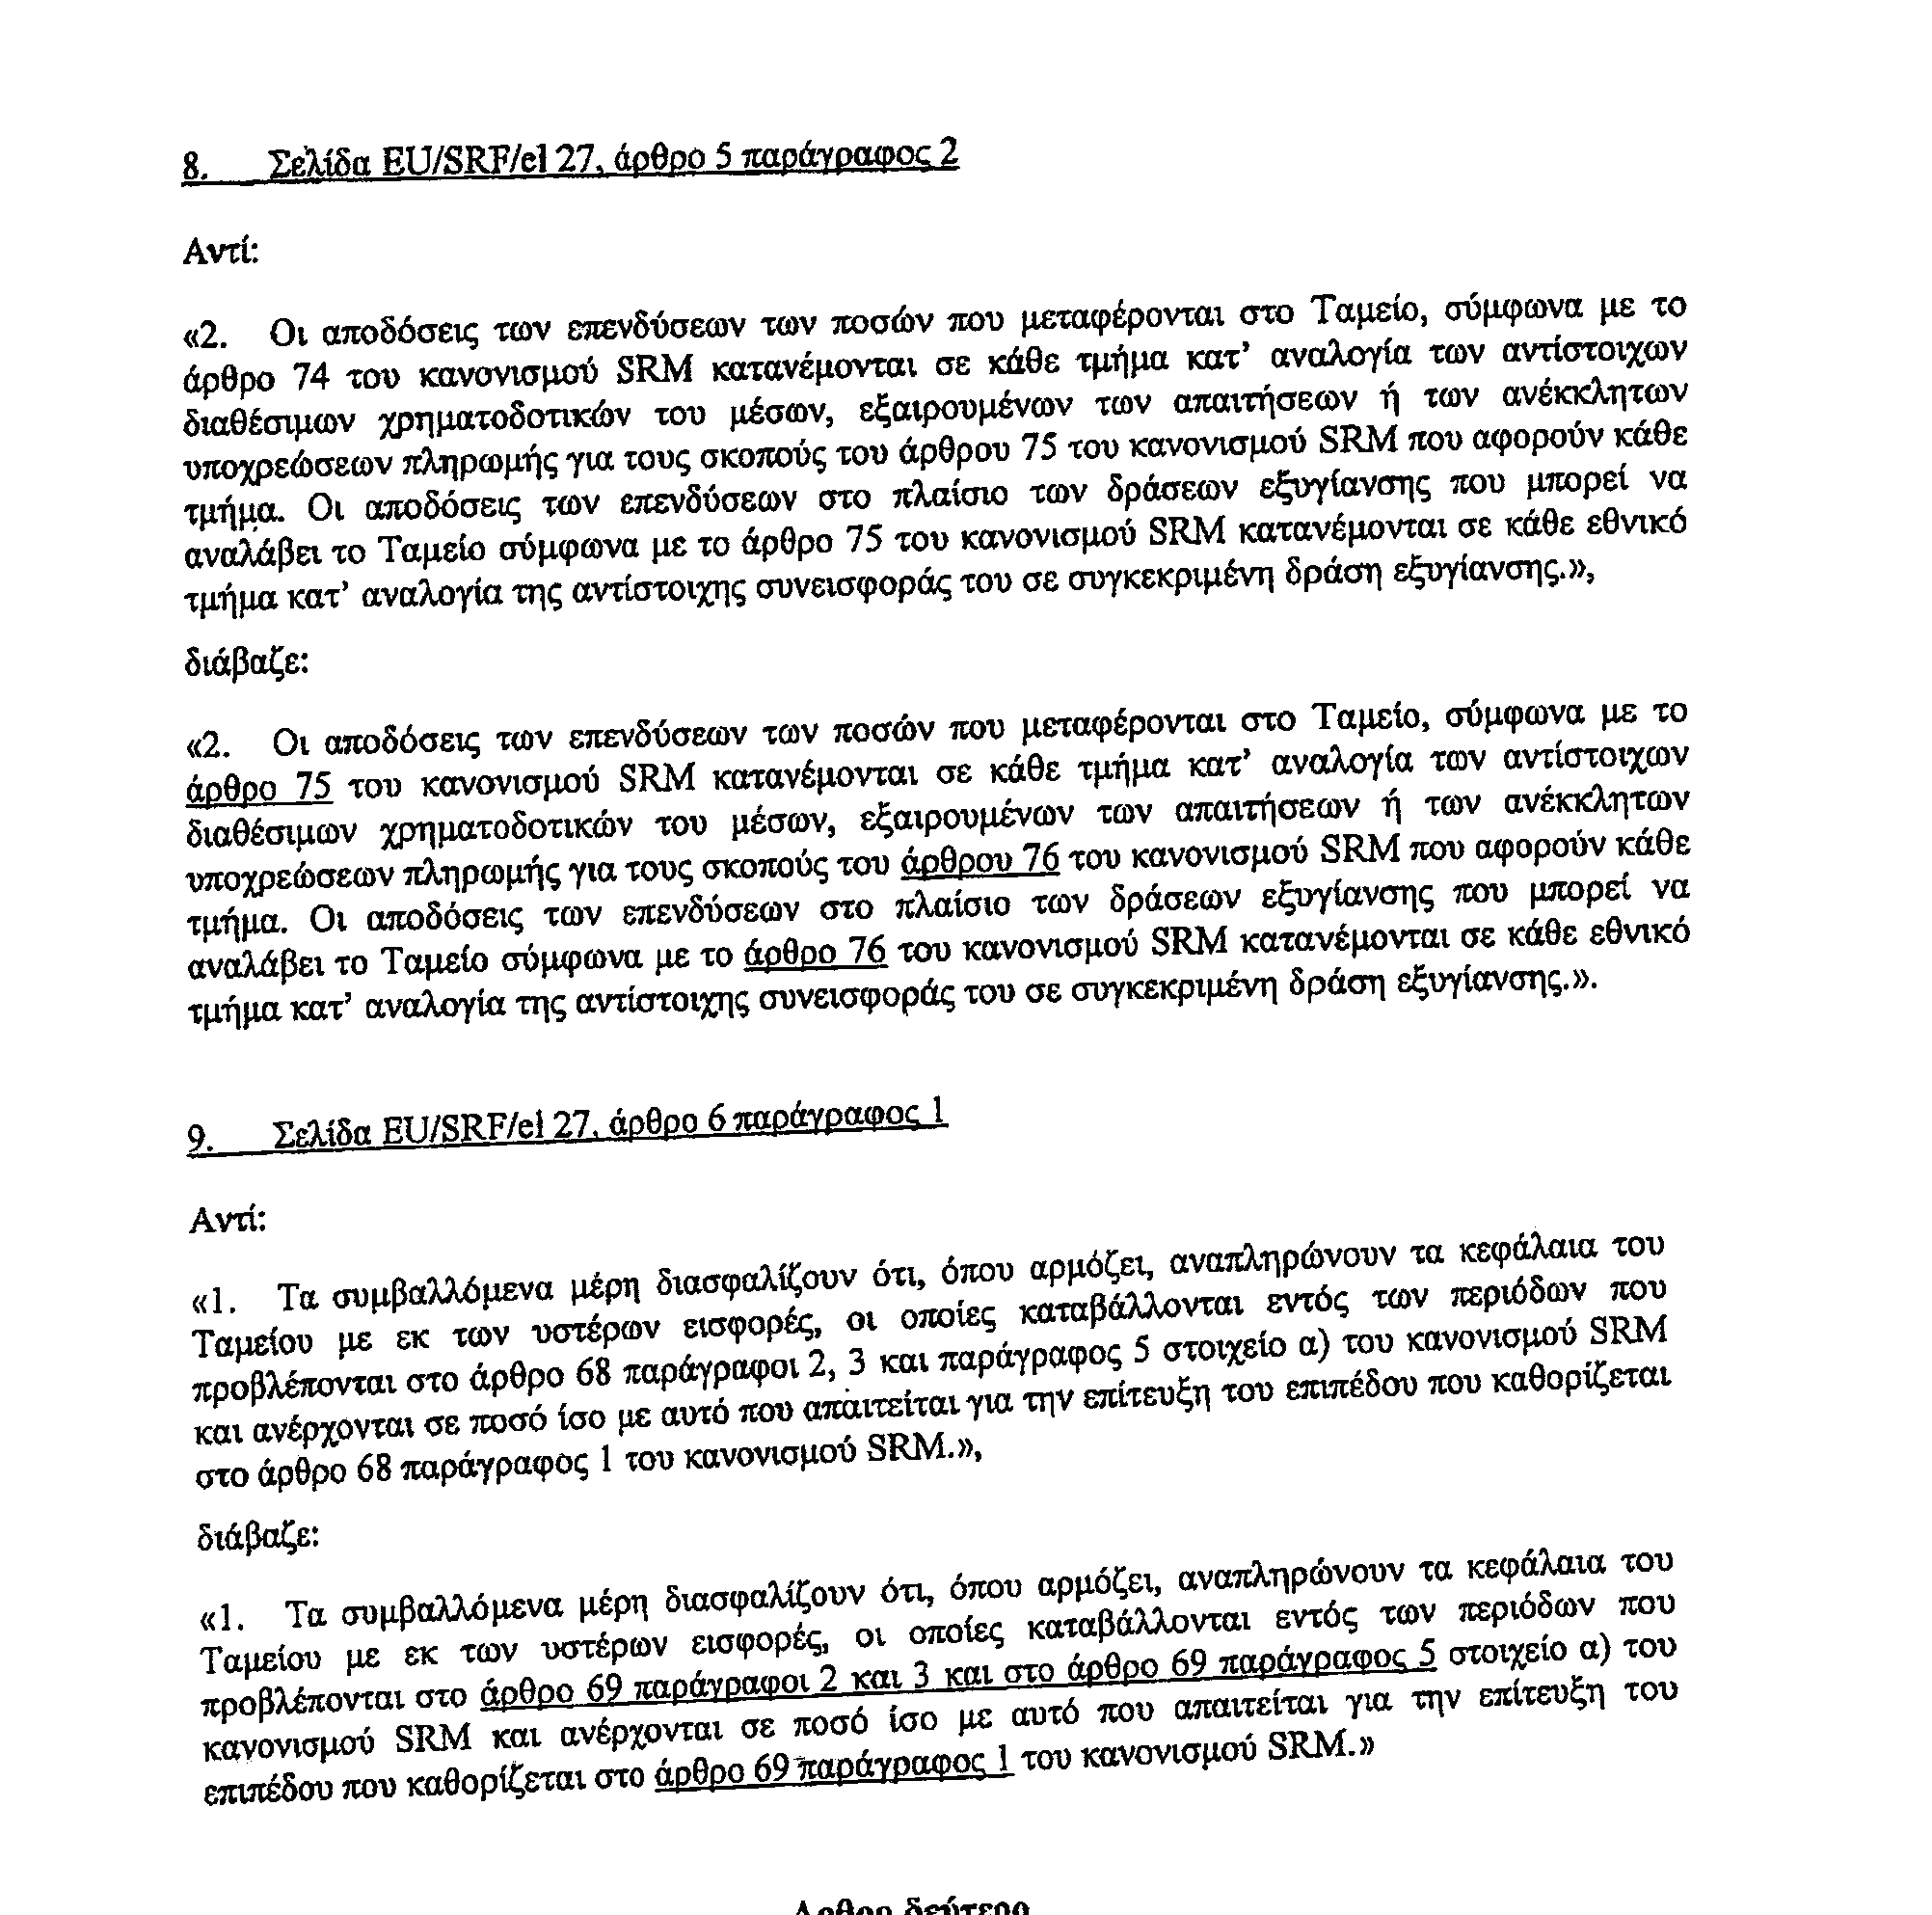 8. Σελίδα EU/SRF/el 27, άρθρο 5 παράγραφος 2
Αντί:
«2. Οι αποδόσεις των επενδύσεων των ποσών που μεταφέρονται στο Ταμείο, σύμφωνα με το
άρθρο 74 του κανονισμού SRM κατανέμονται σε κάθε τμήμα κατ’ αναλογία των αντίστοιχων
διαθέσιμων χρηματοδοτικών του μέσων, εξαιρουμένων των απαιτήσεων ή των ανέκκλητων
υποχρεώσεων πληρωμής για τους σκοπούς του άρθρου 75 του κανονισμού SRM που αφορούν κάθε
τμήμα. Οι αποδόσεις των επενδύσεων στο πλαίσιο των δράσεων εξυγίανσης που μπορεί να
αναλάβει το Ταμείο σύμφωνα με το άρθρο 75 του κανονισμού SRM κατανέμονται σε κάθε εθνικό
τμήμα κατ’ αναλογία της αντίστοιχης συνεισφοράς του σε συγκεκριμένη δράση εξυγίανσης.»,
διάβαζε:
«2. Οι αποδόσεις των επενδύσεων των ποσών που μεταφέρονται στο Ταμείο, σύμφωνα με το
άρθρο 75 του κανονισμού SRM κατανέμονται σε κάθε τμήμα κατ’ αναλογία των αντίστοιχων
διαθέσιμων χρηματοδοτικών του μέσων, εξαιρουμένων των απαιτήσεων ή των ανέκκλητων
υποχρεώσεων πληρωμής για τους σκοπούς του άρθρου 76 του κανονισμού SRM που αφορούν κάθε
τμήμα. Οι αποδόσεις των επενδύσεων στο πλαίσιο των δράσεων εξυγίανσης που μπορεί να
αναλάβει το Ταμείο σύμφωνα με το άρθρο 76 του κανονισμού SRM κατανέμονται σε κάθε εθνικό
τμήμα κατ’ αναλογία της αντίστοιχης συνεισφοράς του σε συγκεκριμένη δράση εξυγίανσης.».
9. Σελίδα EU/SRF/el 27, άρθρο 6 παράγραφος 1
Αντί:
«1. Τα συμβαλλόμενα μέρη διασφαλίζουν ότι, όπου αρμόζει, αναπληρώνουν τα κεφάλαια του
Ταμείου με εκ των υστέρων εισφορές, οι οποίες καταβάλλονται εντός των περιόδων που
προβλέπονται στο άρθρο 68 παράγραφοι 2, 3 και παράγραφος 5 στοιχείο α) του κανονισμού SRM
και ανέρχονται σε ποσό ίσο με αυτό που απαιτείται για την επίτευξη του επιπέδου που καθορίζεται
στο άρθρο 68 παράγραφος 1 του κανονισμού SRM.»,
διάβαζε:
«1. Τα συμβαλλόμενα μέρη διασφαλίζουν ότι, όπου αρμόζει, αναπληρώνουν τα κεφάλαια του
Ταμείου με εκ των υστέρων εισφορές, οι οποίες καταβάλλονται εντός των περιόδων που
προβλέπονται στο άρθρο 69 παράγραφοι 2 και 3 και στο άρθρο 69 παράγραφος 5 στοιχείο α) του
κανονισμού SRM και ανέρχονται σε ποσό ίσο με αυτό που απαιτείται για την επίτευξη του
επιπέδου που καθορίζεται στο άρθρο 69 παράγραφος 1 του κανονισμού SRM.»
Άρθρο δεύτερο